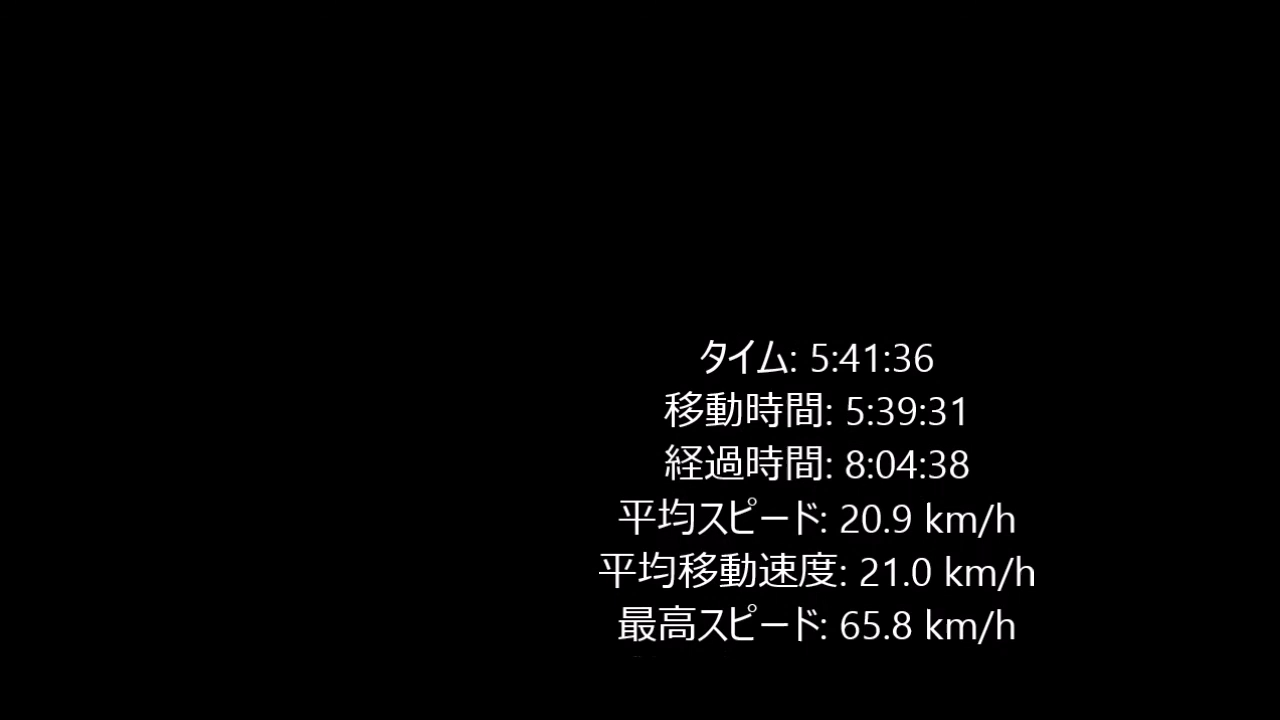 タイム: 5:41:36
移動時間: 5:39:31
経過時間: 8:04:38
平均スピード: 20.9 km/h
平均移動速度: 21.0 km/h
最高スピード: 65.8 km/h